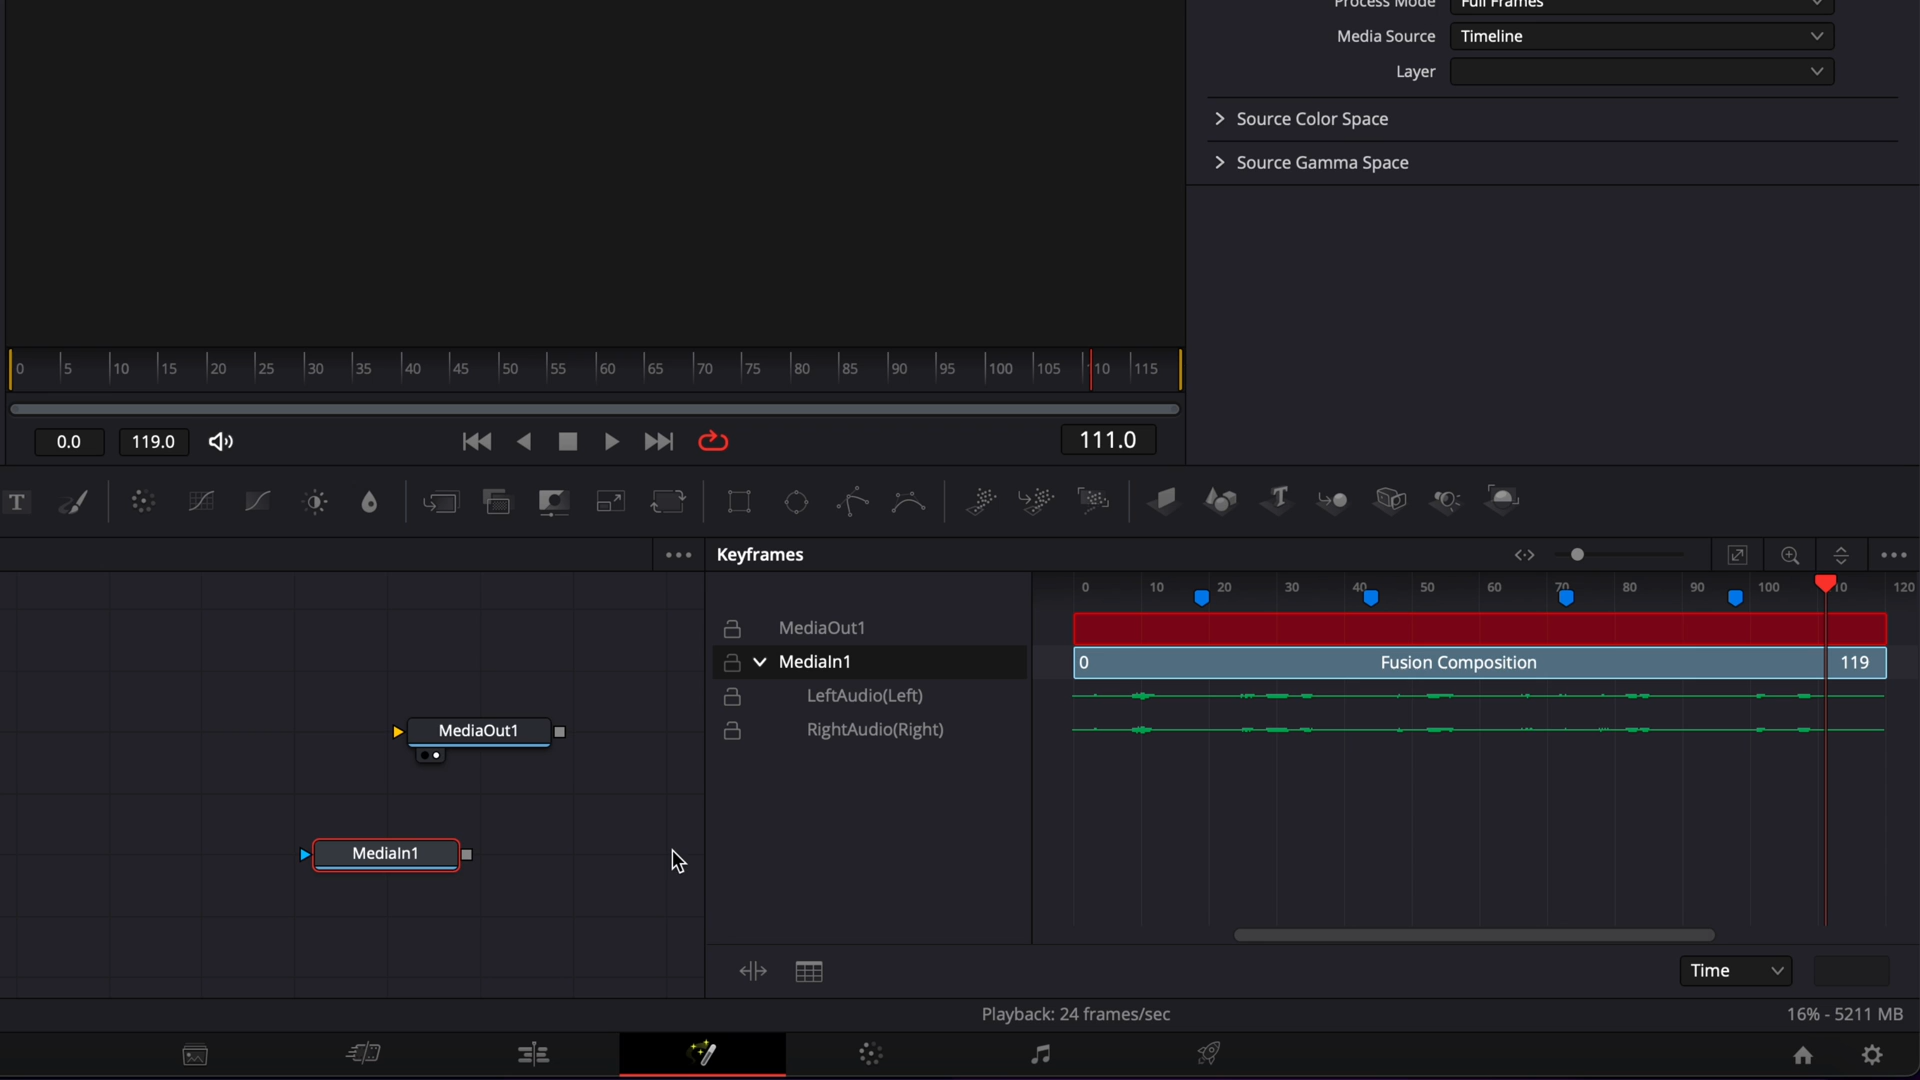 Process Mode Full Frames
Media Source Timeline
Layer
Source Color Space
Source Gamma Space
0 5 10 15 20 25 30 35 40 45 50 55 60 65 70 75 80 85 90 95 100 105 10 115
0.0 119.0 111.0
T T
Keyframes
0 10 20 30 40 50 60 70 80 90 100 10 120
MediaOut1
MediaIn1 0 Fusion Composition 119
LeftAudio(Left)
RightAudio(Right)
MediaOut1
MediaIn1
Time
Playback: 24 frames/sec 16% - 5211 MB